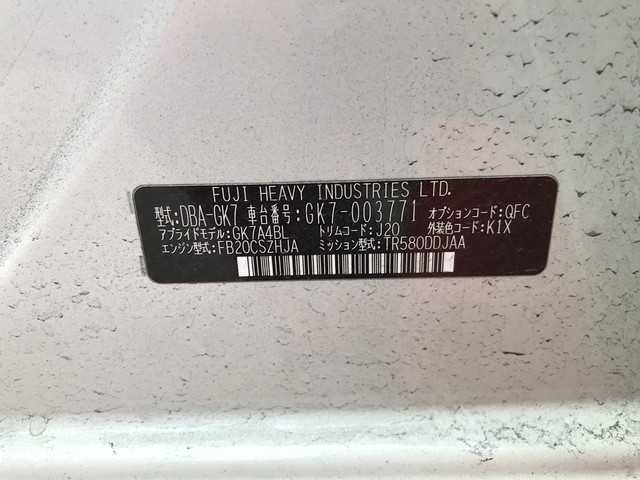 FUJI HEAVY INDUSTRIES LTD.
型式:DBA-GK7 車台番号:GK7-003771 オプションコード:QFC
アプライドモデル:GK7A4BL トリムコード:J20 外装色コード:K1X
エンジン型式:FB20CSZHJA ミッション型式:TR580DDJAA